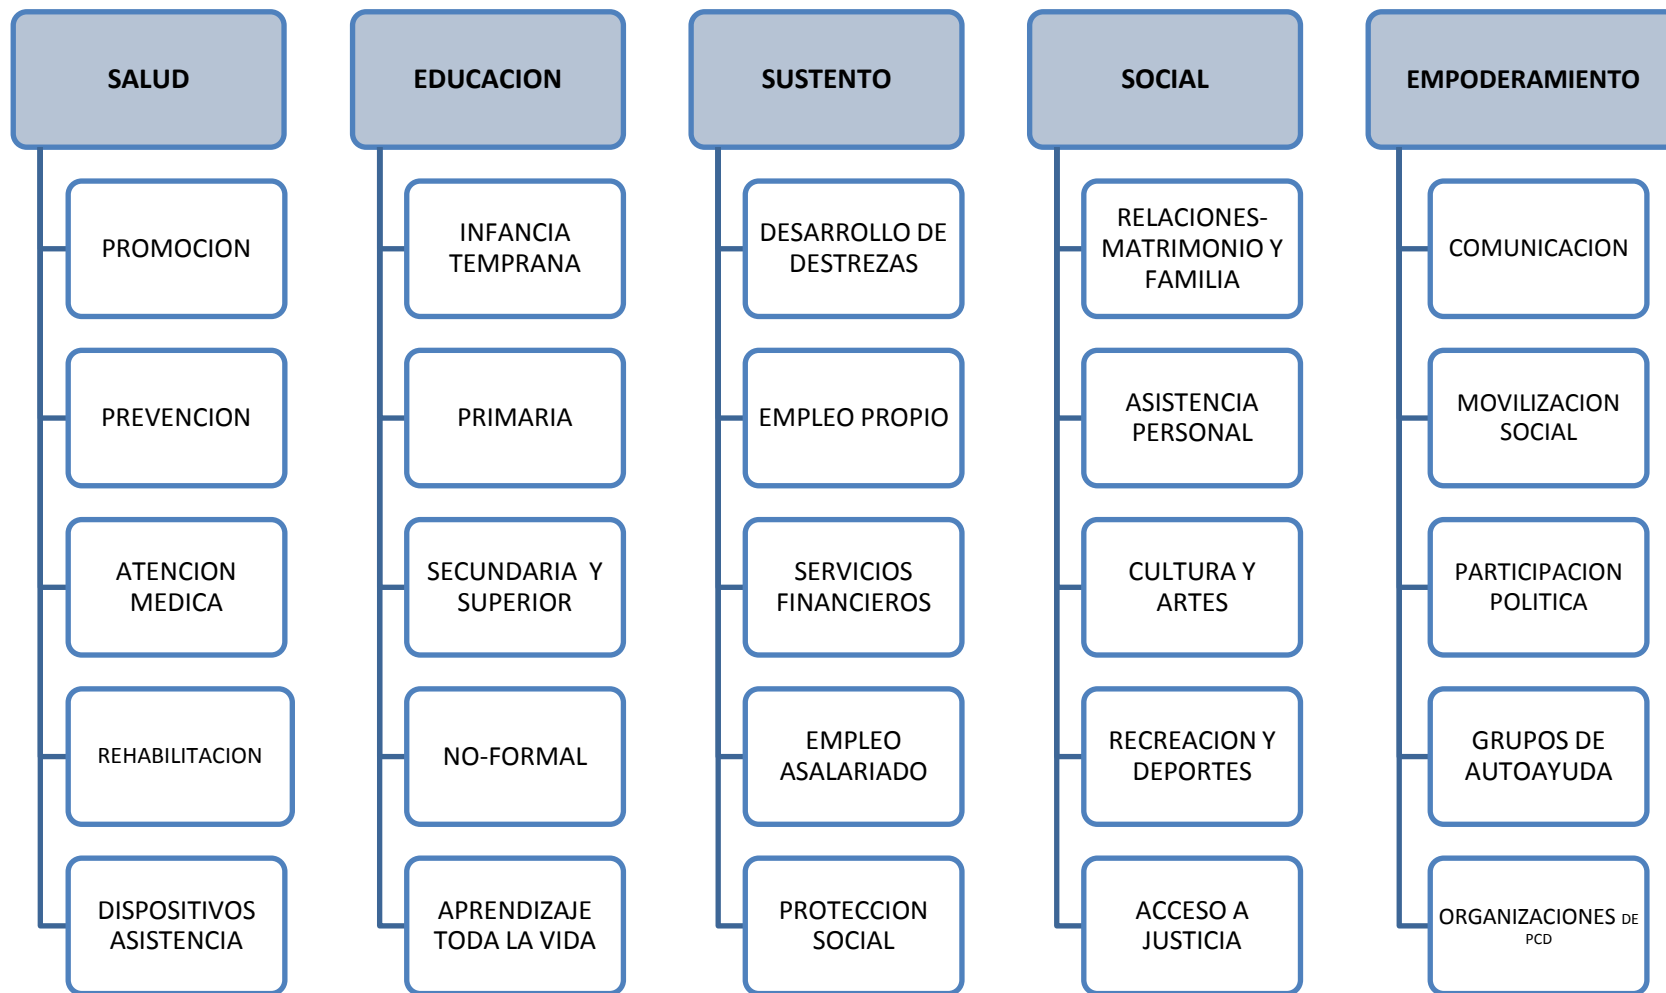 SALUD
PROMOCION
PREVENCION
ATENCION
MEDICA
REHABILITACION
DISPOSITIVOS
ASISTENCIA
EDUCACION
INFANCIA
TEMPRANA
PRIMARIA
SECUNDARIA Y
SUPERIOR
NO-FORMAL
APRENDIZAJE
TODA LA VIDA
SUSTENTO
DESARROLLO DE
DESTREZAS
EMPLEO PROPIO
SERVICIOS
FINANCIEROS
EMPLEO
ASALARIADO
PROTECCION
SOCIAL
SOCIAL
RELACIONES-
MATRIMONIO Y
FAMILIA
ASISTENCIA
PERSONAL
CULTURA Y
ARTES
RECREACION Y
DEPORTES
ACCESO A
JUSTICIA
EMPODERAMIENTO
COMUNICACION
MOVILIZACION
SOCIAL
PARTICIPACION
POLITICA
GRUPOS DE
AUTOAYUDA
ORGANIZACIONES DE
PCD